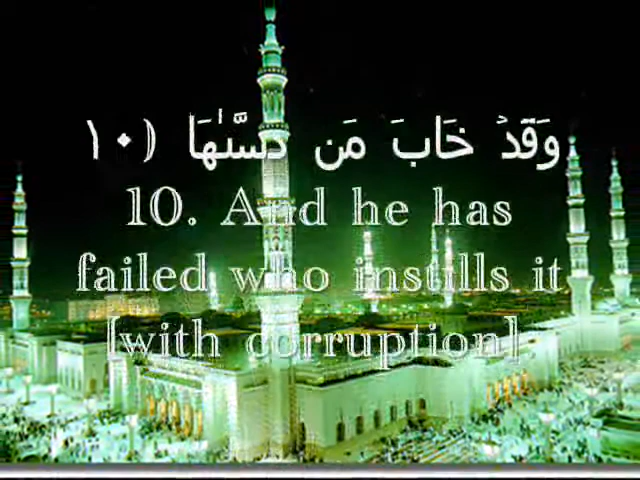 وَقَدۡ خَابَ مَن دَسَّىٰهَا (١٠
10. And he has
failed who instills it
[with corruption].